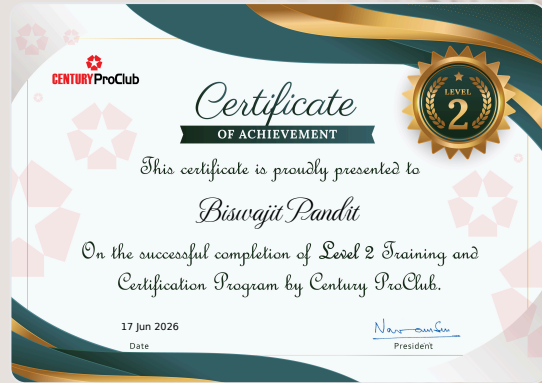 CENTURY ProClub
Certificate
OF ACHIEVEMENT
LEVEL
2
This certificate is proudly presented to
Biswajit Pandit
On the successful completion of Level 2 Training and
Certification Program by Century ProClub.
17 Jun 2026
Date
President